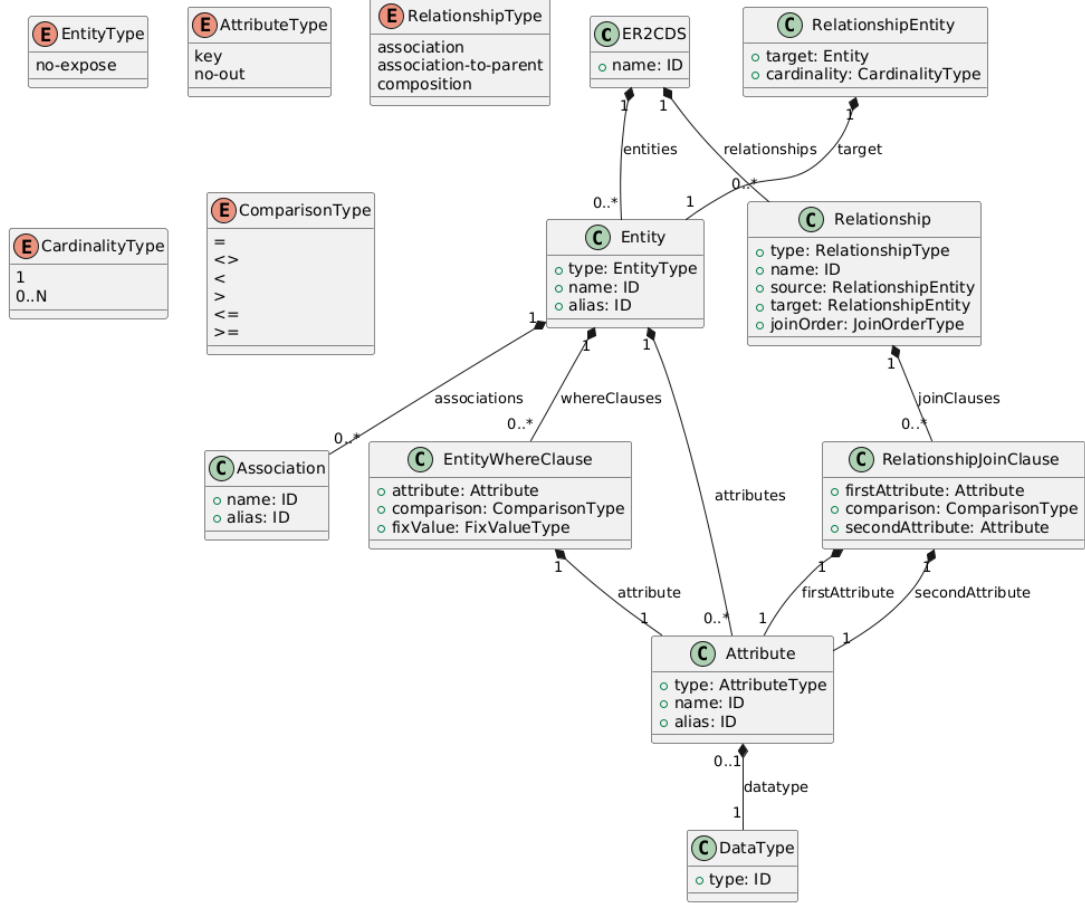 E EntityType
no-expose
E AttributeType
key
no-out
E RelationshipType
association
association-to-parent
composition
C ER2CDS
name: ID
C RelationshipEntity
target: Entity
cardinality: CardinalityType
1
1
1
entities
relationships
target
0..*
0..*
1
E CardinalityType
1
0..N
E ComparisonType
=
<>
<
>
<=
>=
C Entity
type: EntityType
name: ID
alias: ID
C Relationship
type: RelationshipType
name: ID
source: RelationshipEntity
target: RelationshipEntity
joinOrder: JoinOrderType
1
1
1
1
associations
whereClauses
joinClauses
0..*
0..*
0..*
C Association
name: ID
alias: ID
C EntityWhereClause
attribute: Attribute
comparison: ComparisonType
fixValue: FixValueType
attributes
C RelationshipJoinClause
firstAttribute: Attribute
comparison: ComparisonType
secondAttribute: Attribute
1
1
1
attribute
firstAttribute
secondAttribute
1
0..*
1
1
C Attribute
type: AttributeType
name: ID
alias: ID
0..1
datatype
1
C DataType
type: ID